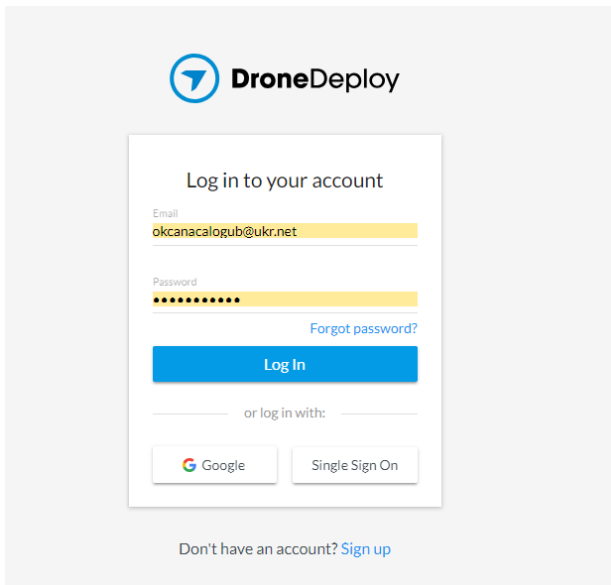 DroneDeploy
Log in to your account
Email
okcanacalogub@ukr.net
Password
•••••••••••
Forgot password?
Log In
or log in with:
Google
Single Sign On
Don't have an account? Sign up